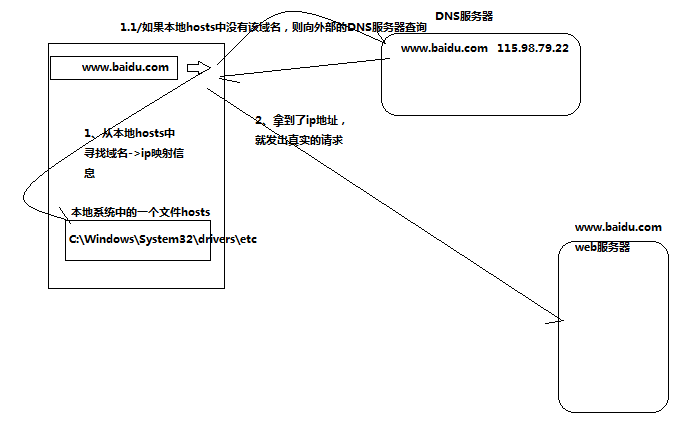 1.1/如果本地hosts中没有该域名，则向外部的DNS服务器查询
DNS服务器
www.baidu.com 115.98.79.22
www.baidu.com
1、从本地hosts中
寻找域名->ip映射信
息
2、拿到了ip地址，
就发出真实的请求
本地系统中的一个文件hosts
C:\Windows\System32\drivers\etc
www.baidu.com
web服务器